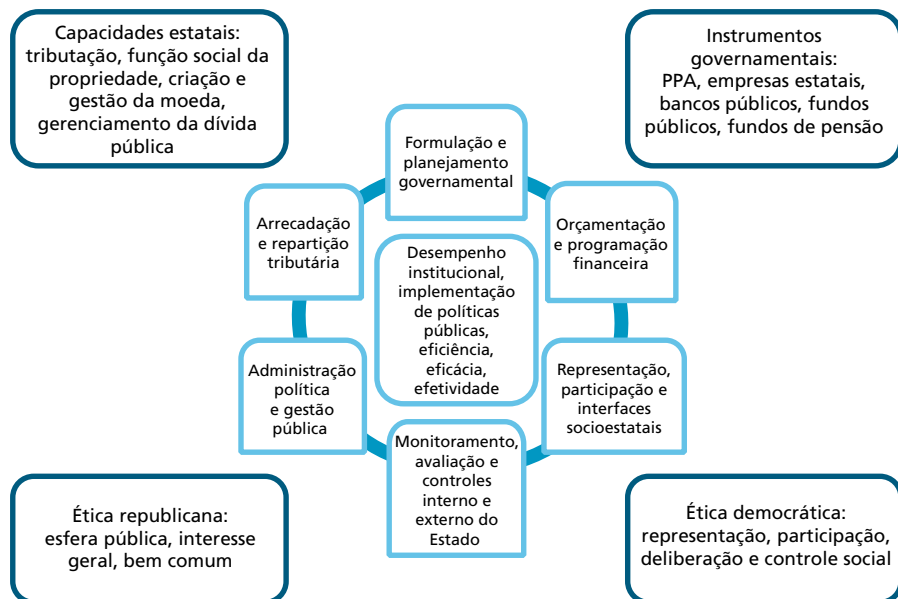 Capacidades estatais:
tributação, função social da
propriedade, criação e
gestão da moeda,
gerenciamento da dívida
pública
Instrumentos
governamentais:
PPA, empresas estatais,
bancos públicos, fundos
públicos, fundos de pensão
Formulação e
planejamento
governamental
Arrecadação
e repartição
tributária
Orçamentação
e programação
financeira
Desempenho
institucional,
implementação
de políticas
públicas,
eficiência,
eficácia,
efetividade
Administração
política
e gestão
pública
Representação,
participação e
interfaces
socioestatais
Monitoramento,
avaliação e
controles
interno e
externo do
Estado
Ética republicana:
esfera pública, interesse
geral, bem comum
Ética democrática:
representação, participação,
deliberação e controle social